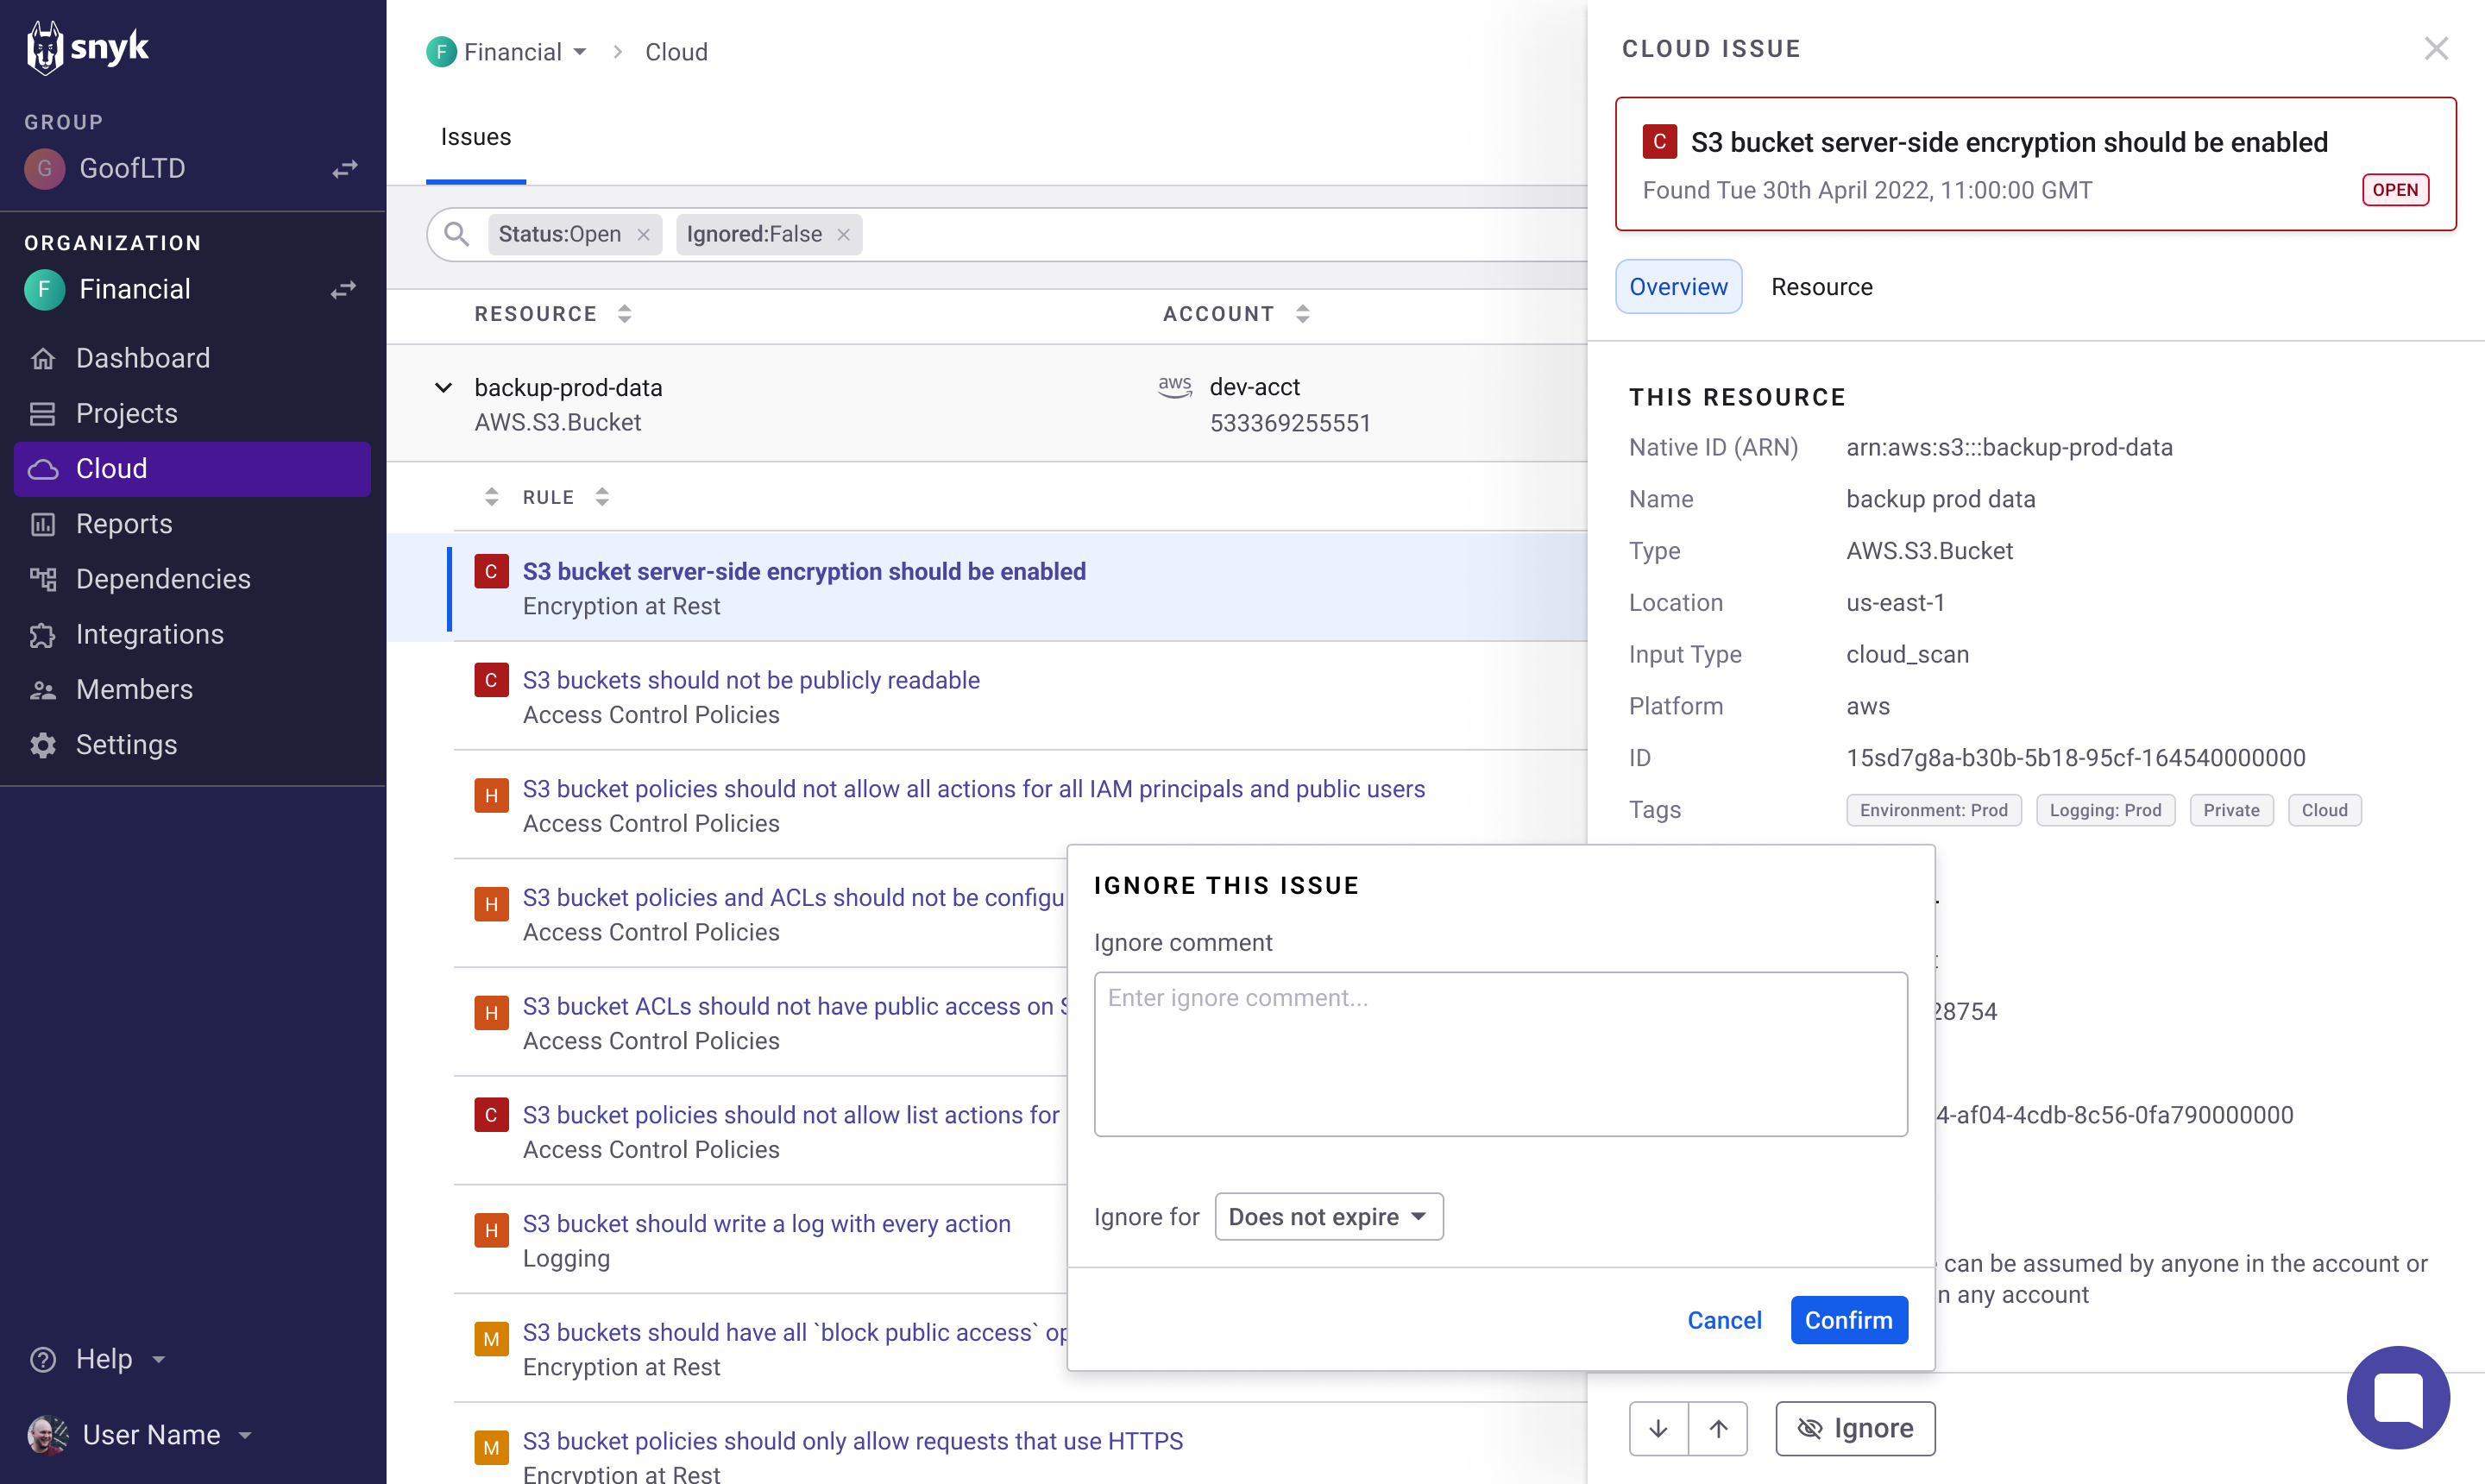 snyk
GROUP
G GoofLTD
ORGANIZATION
F Financial
Dashboard
Projects
Cloud
Reports
Dependencies
Integrations
Members
Settings
Help
User Name
F Financial > Cloud
Issues
Status:Open × Ignored:False ×
RESOURCE ACCOUNT
backup-prod-data aws dev-acct
AWS.S3.Bucket 533369255551
RULE
C S3 bucket server-side encryption should be enabled
Encryption at Rest
C S3 buckets should not be publicly readable
Access Control Policies
H S3 bucket policies should not allow all actions for all IAM principals and public users
Access Control Policies
H S3 bucket policies and ACLs should not be configu
Access Control Policies
H S3 bucket ACLs should not have public access on
Access Control Policies
C S3 bucket policies should not allow list actions for
Access Control Policies
H S3 bucket should write a log with every action
Logging
M S3 buckets should have all `block public access` op
Encryption at Rest
M S3 bucket policies should only allow requests that use HTTPS
Encryption at Rest
IGNORE THIS ISSUE
Ignore comment
Enter ignore comment...
Ignore for Does not expire
Cancel Confirm
CLOUD ISSUE
C S3 bucket server-side encryption should be enabled
Found Tue 30th April 2022, 11:00:00 GMT OPEN
Overview Resource
THIS RESOURCE
Native ID (ARN) arn:aws:s3:::backup-prod-data
Name backup prod data
Type AWS.S3.Bucket
Location us-east-1
Input Type cloud_scan
Platform aws
ID 15sd7g8a-b30b-5b18-95cf-164540000000
Tags Environment: Prod Logging: Prod Private Cloud
28754
4-af04-4cdb-8c56-0fa790000000
can be assumed by anyone in the account or
n any account
Ignore